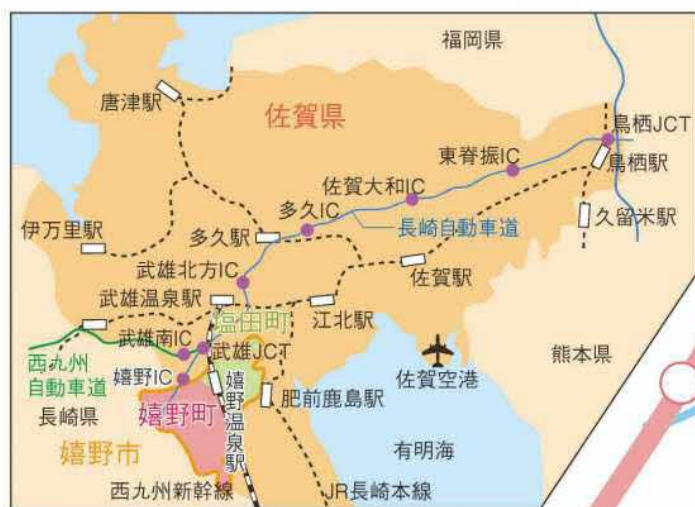 福岡県
唐津駅
佐賀県
鳥栖JCT
東脊振IC
鳥栖駅
佐賀大和IC
多久IC
久留米駅
伊万里駅
多久駅
長崎自動車道
武雄北方IC
佐賀駅
武雄温泉駅
塩田町
江北駅
武雄南IC
武雄JCT
熊本県
西九州
自動車道
嬉野IC
佐賀空港
嬉野温泉駅
肥前鹿島駅
長崎県
嬉野町
嬉野市
有明海
西九州新幹線
JR長崎本線